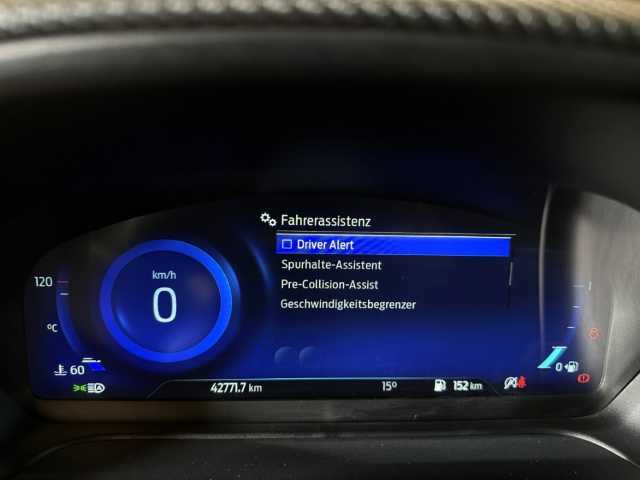 Fahrerassistenz
Driver Alert
Spurhalte-Assistent
Pre-Collision-Assist
Geschwindigkeitsbegrenzer
km/h
0
120
°C
60
1
0
42771.7 km
15°
152 km